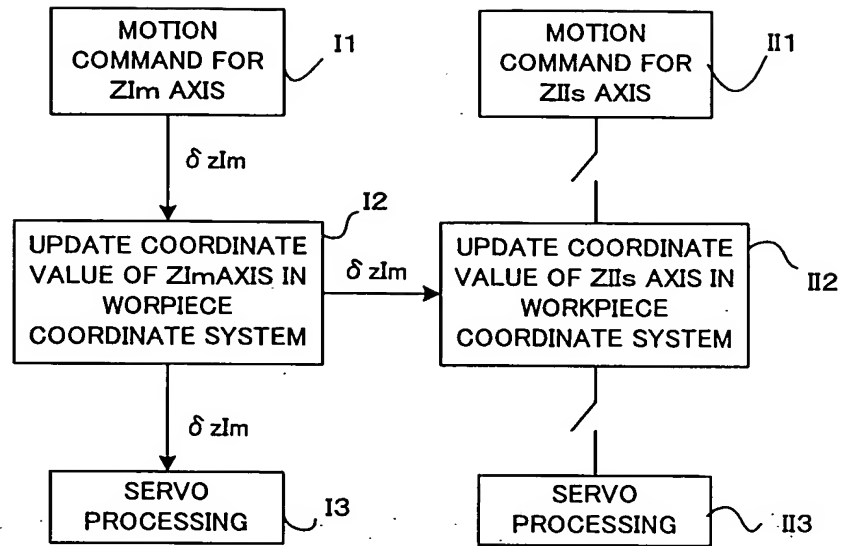 MOTION
COMMAND FOR
ZIm AXIS
I1
MOTION
COMMAND FOR
ZIIs AXIS
II1
δ zIm
I2
UPDATE COORDINATE
VALUE OF ZImAXIS IN
WORPIECE
COORDINATE SYSTEM
δ zIm
UPDATE COORDINATE
VALUE OF ZIIs AXIS IN
WORKPIECE
COORDINATE SYSTEM
II2
δ zIm
SERVO
PROCESSING
I3
SERVO
PROCESSING
II3